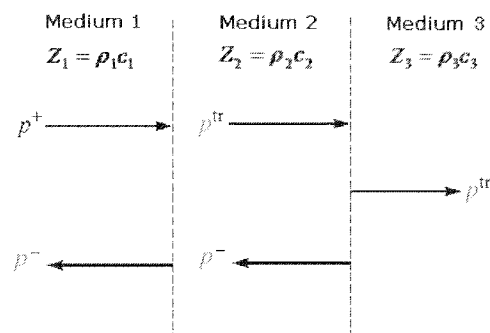 Medium 1 Medium 2 Medium 3
Z₁ = ρ₁c₁ Z₂ = ρ₂c₂ Z₃ = ρ₃c₃
p⁺ pᵗʳ
pᵗʳ
p⁻ p⁻